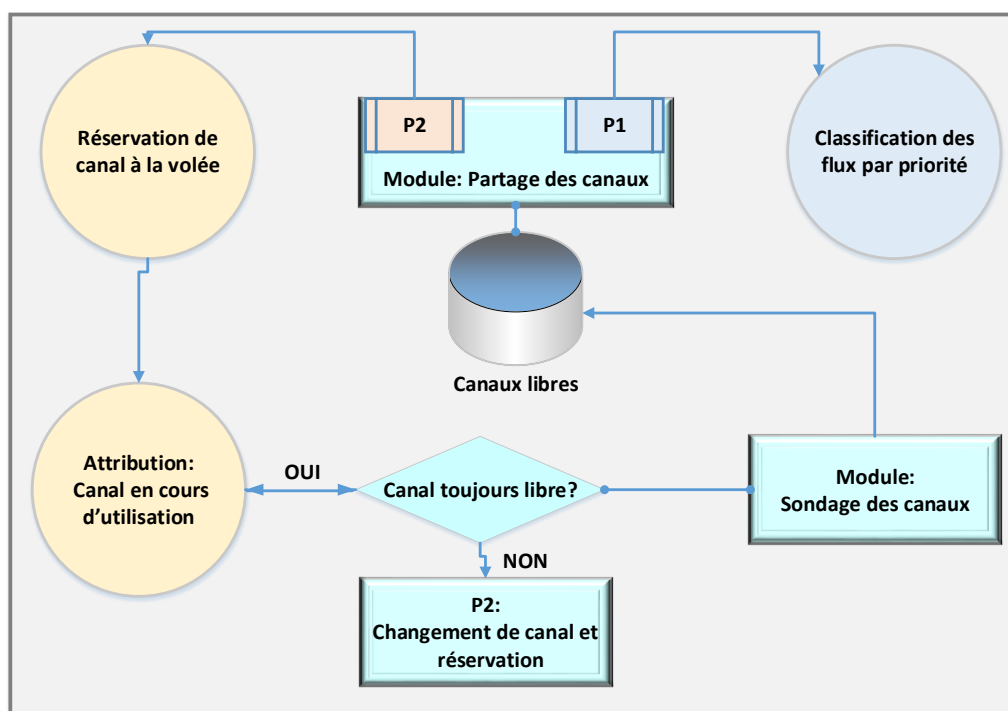 Réservation de
canal à la volée
P2
P1
Module: Partage des canaux
Classification des
flux par priorité
Canaux libres
Attribution:
Canal en cours
d’utilisation
OUI
Canal toujours libre?
Module:
Sondage des canaux
NON
P2:
Changement de canal et
réservation